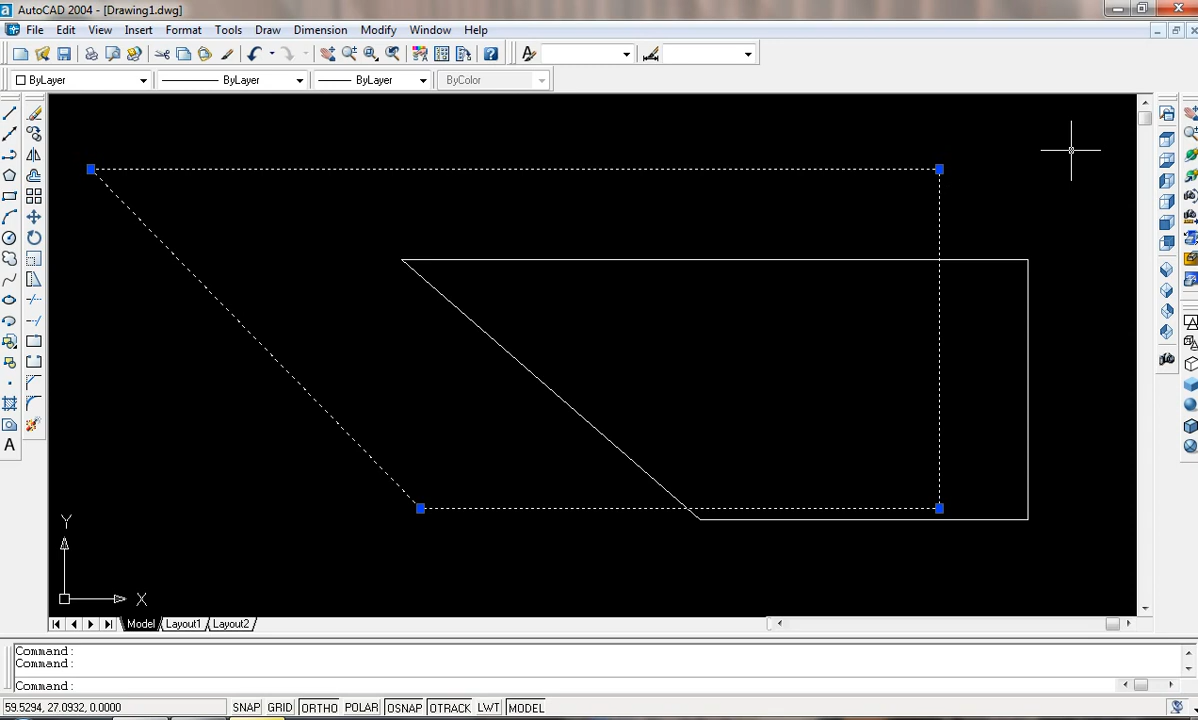 AutoCAD 2004 - [Drawing1.dwg]
File Edit View Insert Format Tools Draw Dimension Modify Window Help
ByLayer ByLayer ByLayer ByColor
A
Y
X
Model Layout1 Layout2
Command:
Command:
Command:
59.5294, 27.0932, 0.0000 SNAP GRID ORTHO POLAR OSNAP OTRACK LWT MODEL